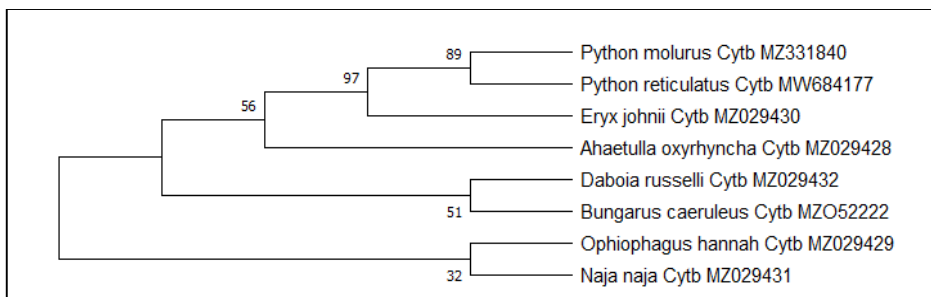 89
Python molurus Cytb MZ331840
97
Python reticulatus Cytb MW684177
56
Eryx johnii Cytb MZ029430
Ahaetulla oxyrhyncha Cytb MZ029428
Daboia russelli Cytb MZ029432
51
Bungarus caeruleus Cytb MZO52222
Ophiophagus hannah Cytb MZ029429
32
Naja naja Cytb MZ029431